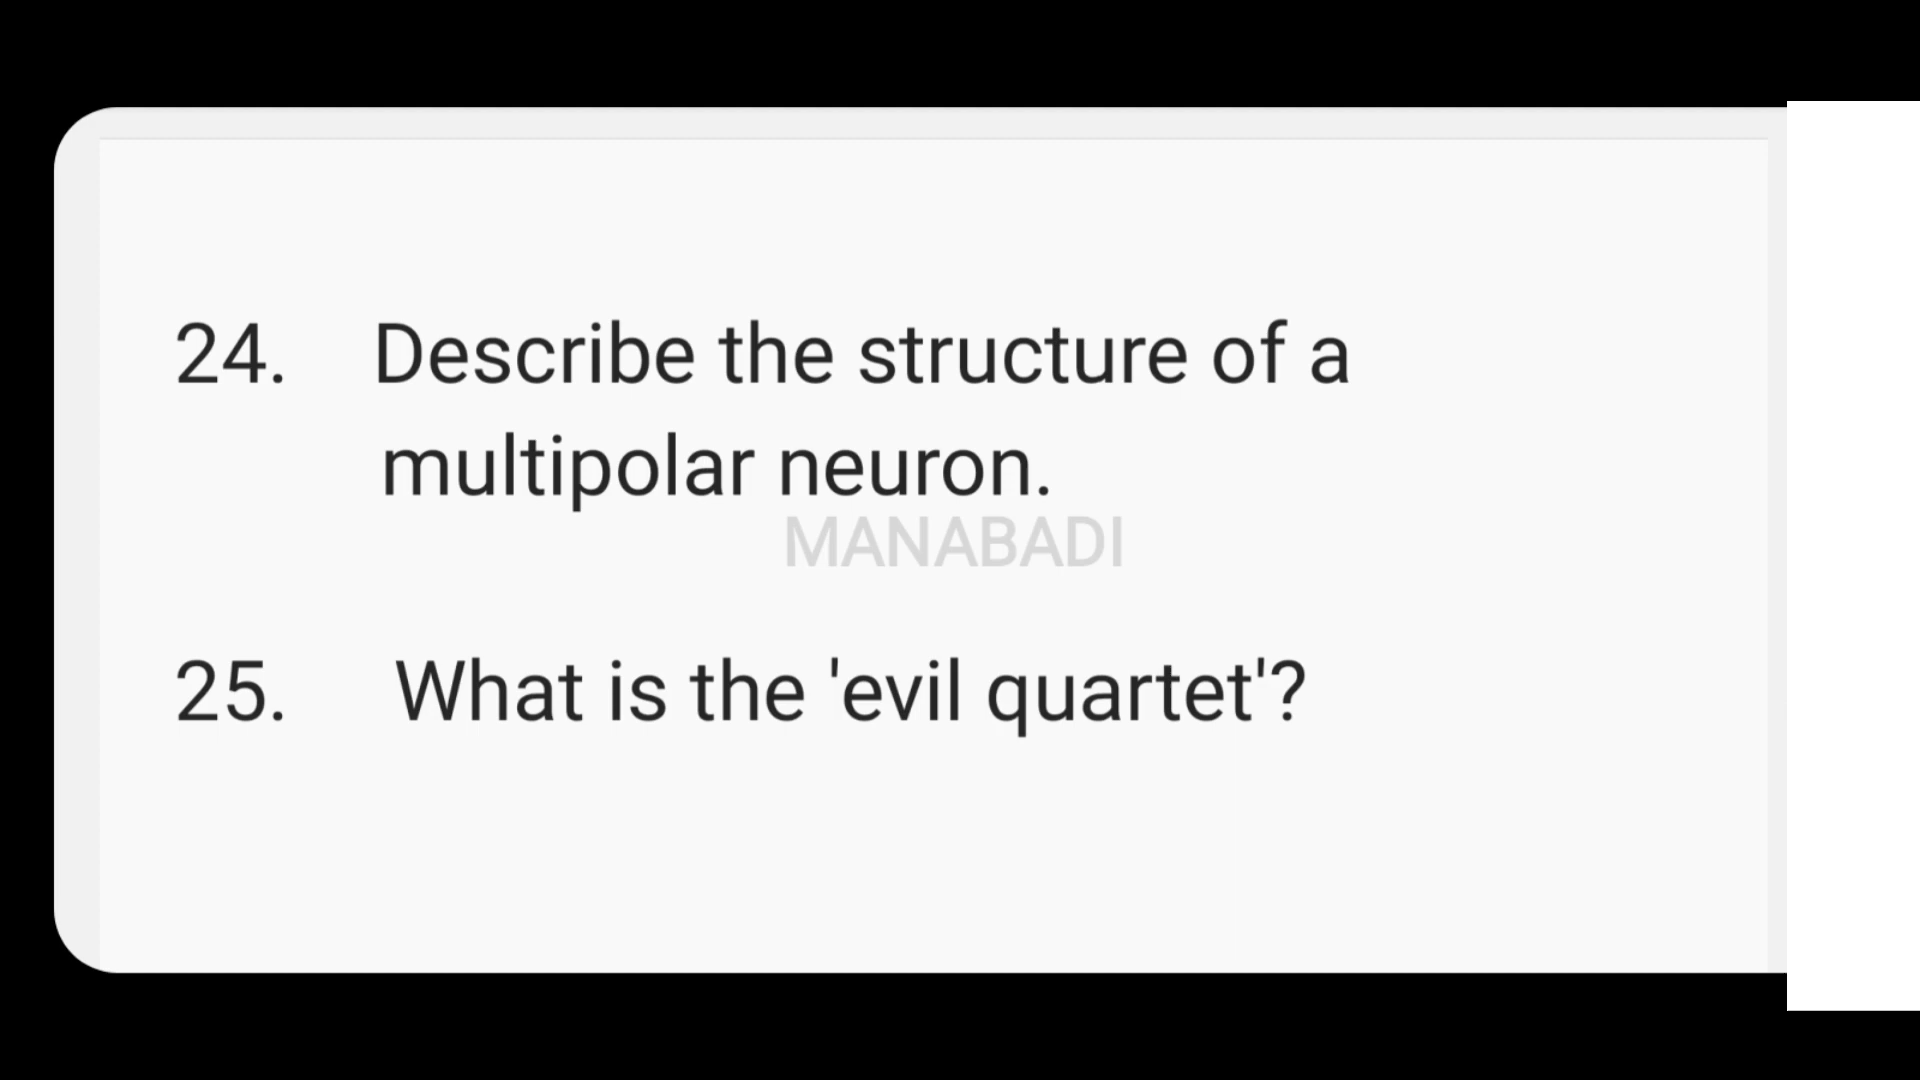 24. Describe the structure of a
multipolar neuron.
MANABADI
25. What is the 'evil quartet'?